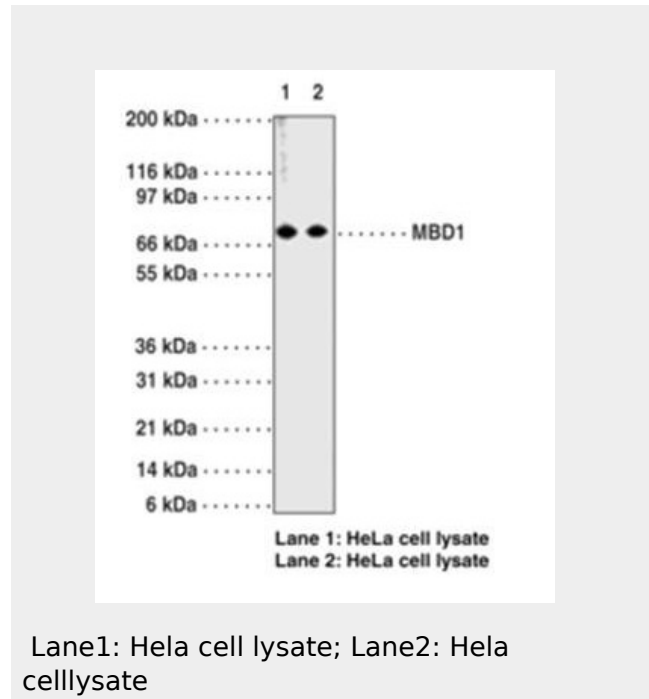 1 2
200 kDa .......
116 kDa .......
97 kDa .......
66 kDa ....... ....... MBD1
55 kDa .......
36 kDa .......
31 kDa .......
21 kDa .......
14 kDa .......
6 kDa .......
Lane 1: HeLa cell lysate
Lane 2: HeLa cell lysate
Lane1: Hela cell lysate; Lane2: Hela
celllysate